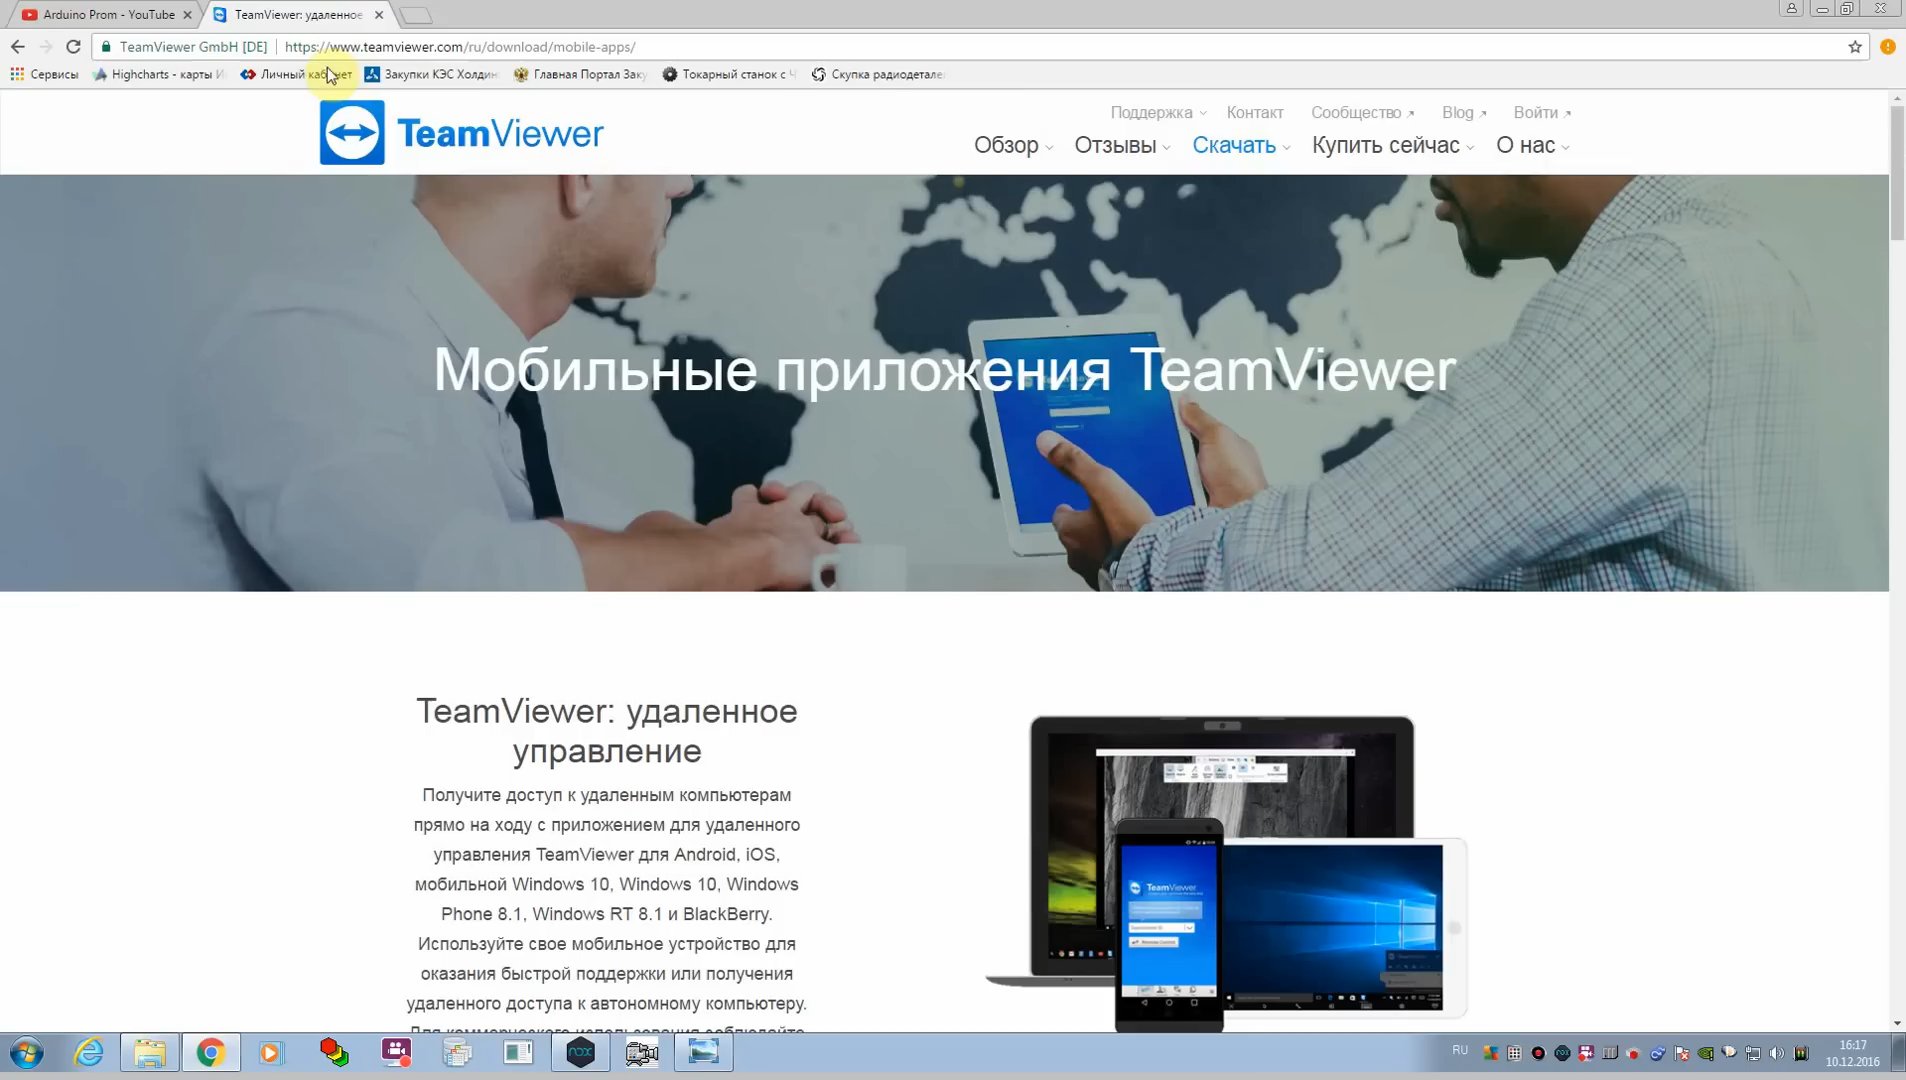 Arduino Prom - YouTube
TeamViewer: удаленное
TeamViewer GmbH [DE]
https://www.teamviewer.com/ru/download/mobile-apps/
Сервисы
Highcharts - карты И
Личный кабинет
Закупки КЭС Холдин
Главная Портал Заку
Токарный станок с Ч
Скупка радиодетале
TeamViewer
Поддержка
Контакт
Сообщество
Blog
Войти
Обзор
Отзывы
Скачать
Купить сейчас
О нас
Мобильные приложения TeamViewer
TeamViewer: удаленное
управление
Получите доступ к удаленным компьютерам
прямо на ходу с приложением для удаленного
управления TeamViewer для Android, iOS,
мобильной Windows 10, Windows 10, Windows
Phone 8.1, Windows RT 8.1 и BlackBerry.
Используйте свое мобильное устройство для
оказания быстрой поддержки или получения
удаленного доступа к автономному компьютеру.
Для коммерческого использования соблюдайте
TeamViewer
nox
RU
16:17
10.12.2016